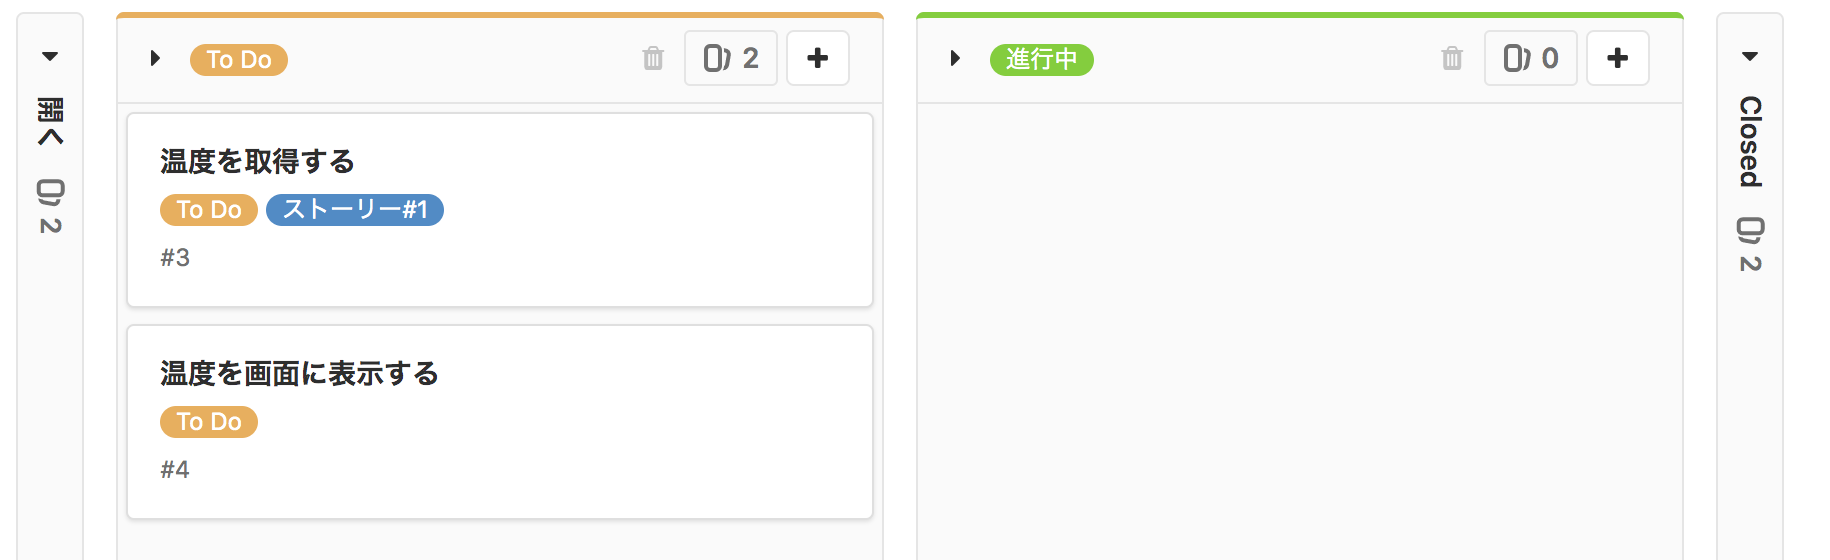 開く 2
To Do 2 +
温度を取得する
To Do ストーリー#1
#3
温度を画面に表示する
To Do
#4
進行中 0 +
Closed 2